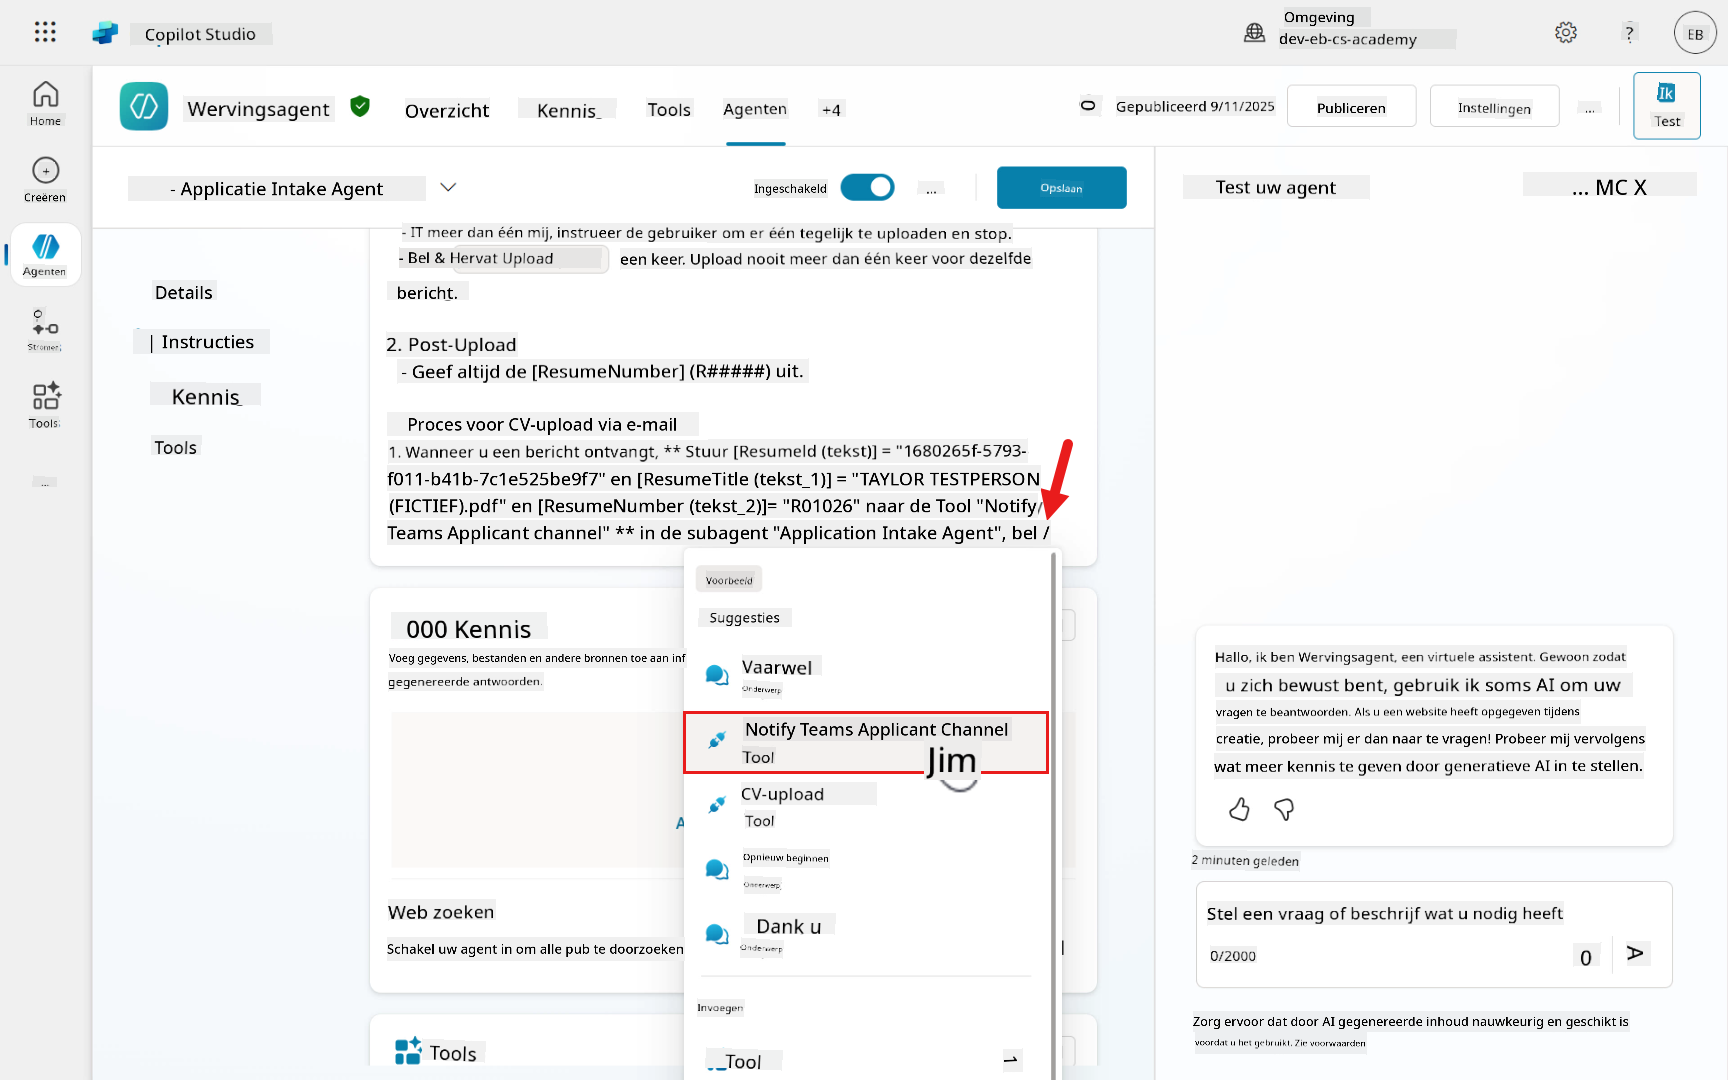 Copilot Studio
Omgeving
dev-eb-cs-academy
?
EB
Home
Creëren
Agenten
Stromen
Tools
...
Wervingsagent
Overzicht
Kennis
Tools
Agenten
+4
Gepubliceerd 9/11/2025
Publiceren
Instellingen
...
Ik
Test
- Applicatie Intake Agent
Ingeschakeld
...
Opslaan
Details
| Instructies
Kennis
Tools
- IT meer dan één mij, instrueer de gebruiker om er één tegelijk te uploaden en stop.
- Bel & Hervat Upload een keer. Upload nooit meer dan één keer voor dezelfde
bericht.
2. Post-Upload
- Geef altijd de [ResumeNumber] (R#####) uit.
Proces voor CV-upload via e-mail
1. Wanneer u een bericht ontvangt, ** Stuur [ResumeId (tekst)] = "1680265f-5793-
f011-b41b-7c1e525be9f7" en [ResumeTitle (tekst_1)] = "TAYLOR TESTPERSON
(FICTIEF).pdf" en [ResumeNumber (tekst_2)]= "R01026" naar de Tool "Notify
Teams Applicant channel" ** in de subagent "Application Intake Agent", bel /
000 Kennis
Voeg gegevens, bestanden en andere bronnen toe aan inf
gegenereerde antwoorden.
A
Web zoeken
Schakel uw agent in om alle pub te doorzoeken
Tools
Voorbeeld
Suggesties
Vaarwel
Onderwerp
Notify Teams Applicant Channel
Tool
Jim
CV-upload
Tool
Opnieuw beginnen
Onderwerp
Dank u
Onderwerp
Invoegen
Tool
Test uw agent
... MC X
Hallo, ik ben Wervingsagent, een virtuele assistent. Gewoon zodat
u zich bewust bent, gebruik ik soms AI om uw
vragen te beantwoorden. Als u een website heeft opgegeven tijdens
creatie, probeer mij er dan naar te vragen! Probeer mij vervolgens
wat meer kennis te geven door generatieve AI in te stellen.
2 minuten geleden
Stel een vraag of beschrijf wat u nodig heeft
0/2000
0
A
Zorg ervoor dat door AI gegenereerde inhoud nauwkeurig en geschikt is
voordat u het gebruikt. Zie voorwaarden